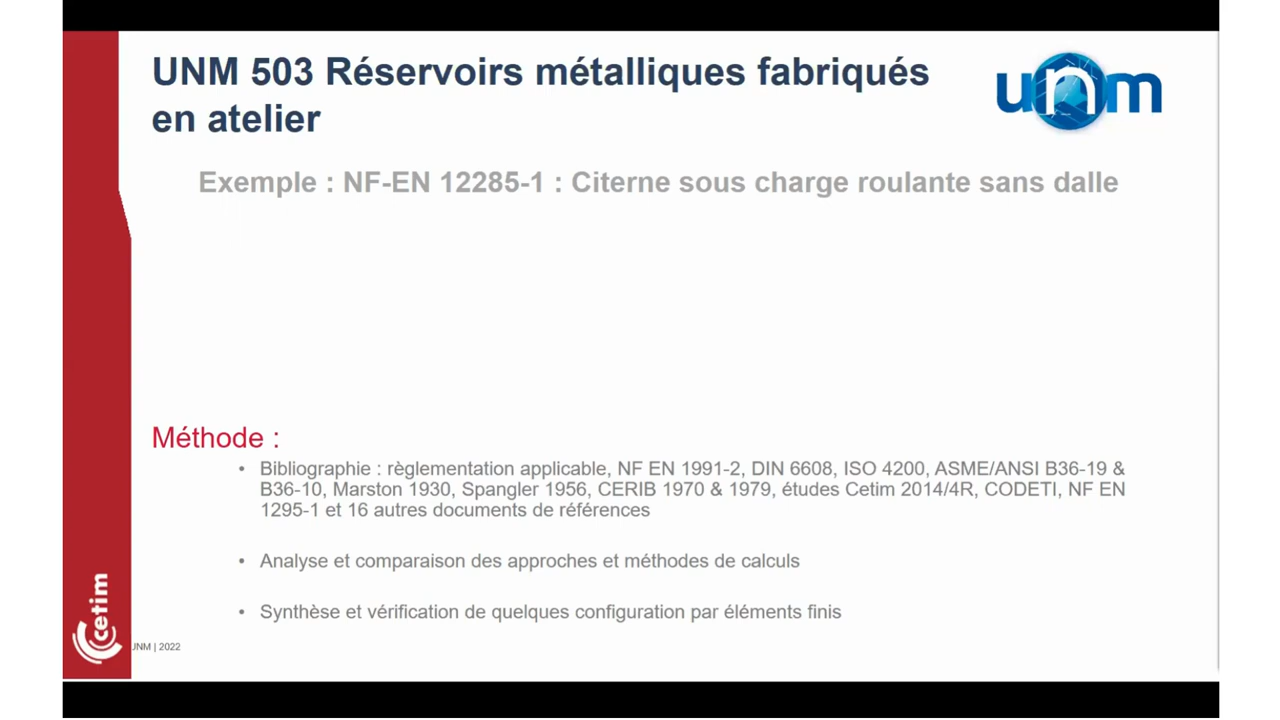 UNM 503 Réservoirs métalliques fabriqués
en atelier
unm
Exemple : NF-EN 12285-1 : Citerne sous charge roulante sans dalle
Méthode :
• Bibliographie : règlementation applicable, NF EN 1991-2, DIN 6608, ISO 4200, ASME/ANSI B36-19 &
B36-10, Marston 1930, Spangler 1956, CERIB 1970 & 1979, études Cetim 2014/4R, CODETI, NF EN
1295-1 et 16 autres documents de références
• Analyse et comparaison des approches et méthodes de calculs
• Synthèse et vérification de quelques configuration par éléments finis
cetim
UNM | 2022